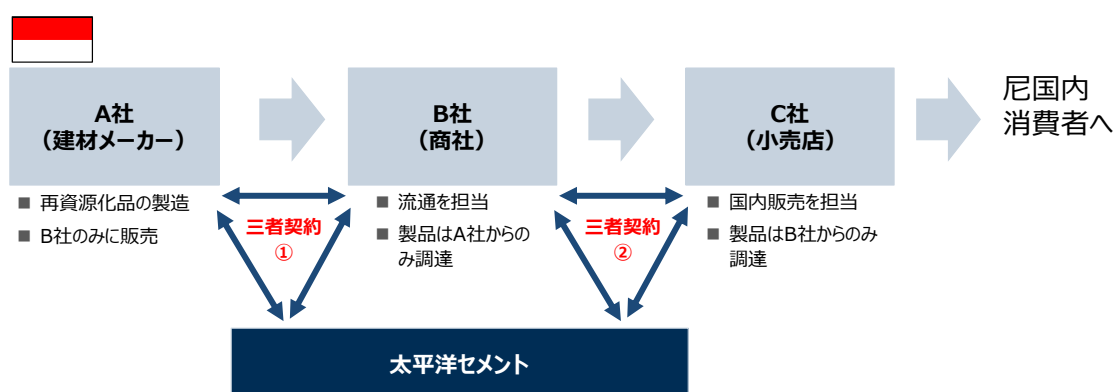 A社
（建材メーカー）
B社
（商社）
C社
（小売店）
尼国内
消費者へ
■ 再資源化品の製造
■ B社のみに販売
三者契約
①
■ 流通を担当
■ 製品はA社からの
み調達
三者契約
②
■ 国内販売を担当
■ 製品はB社からのみ
調達
太平洋セメント